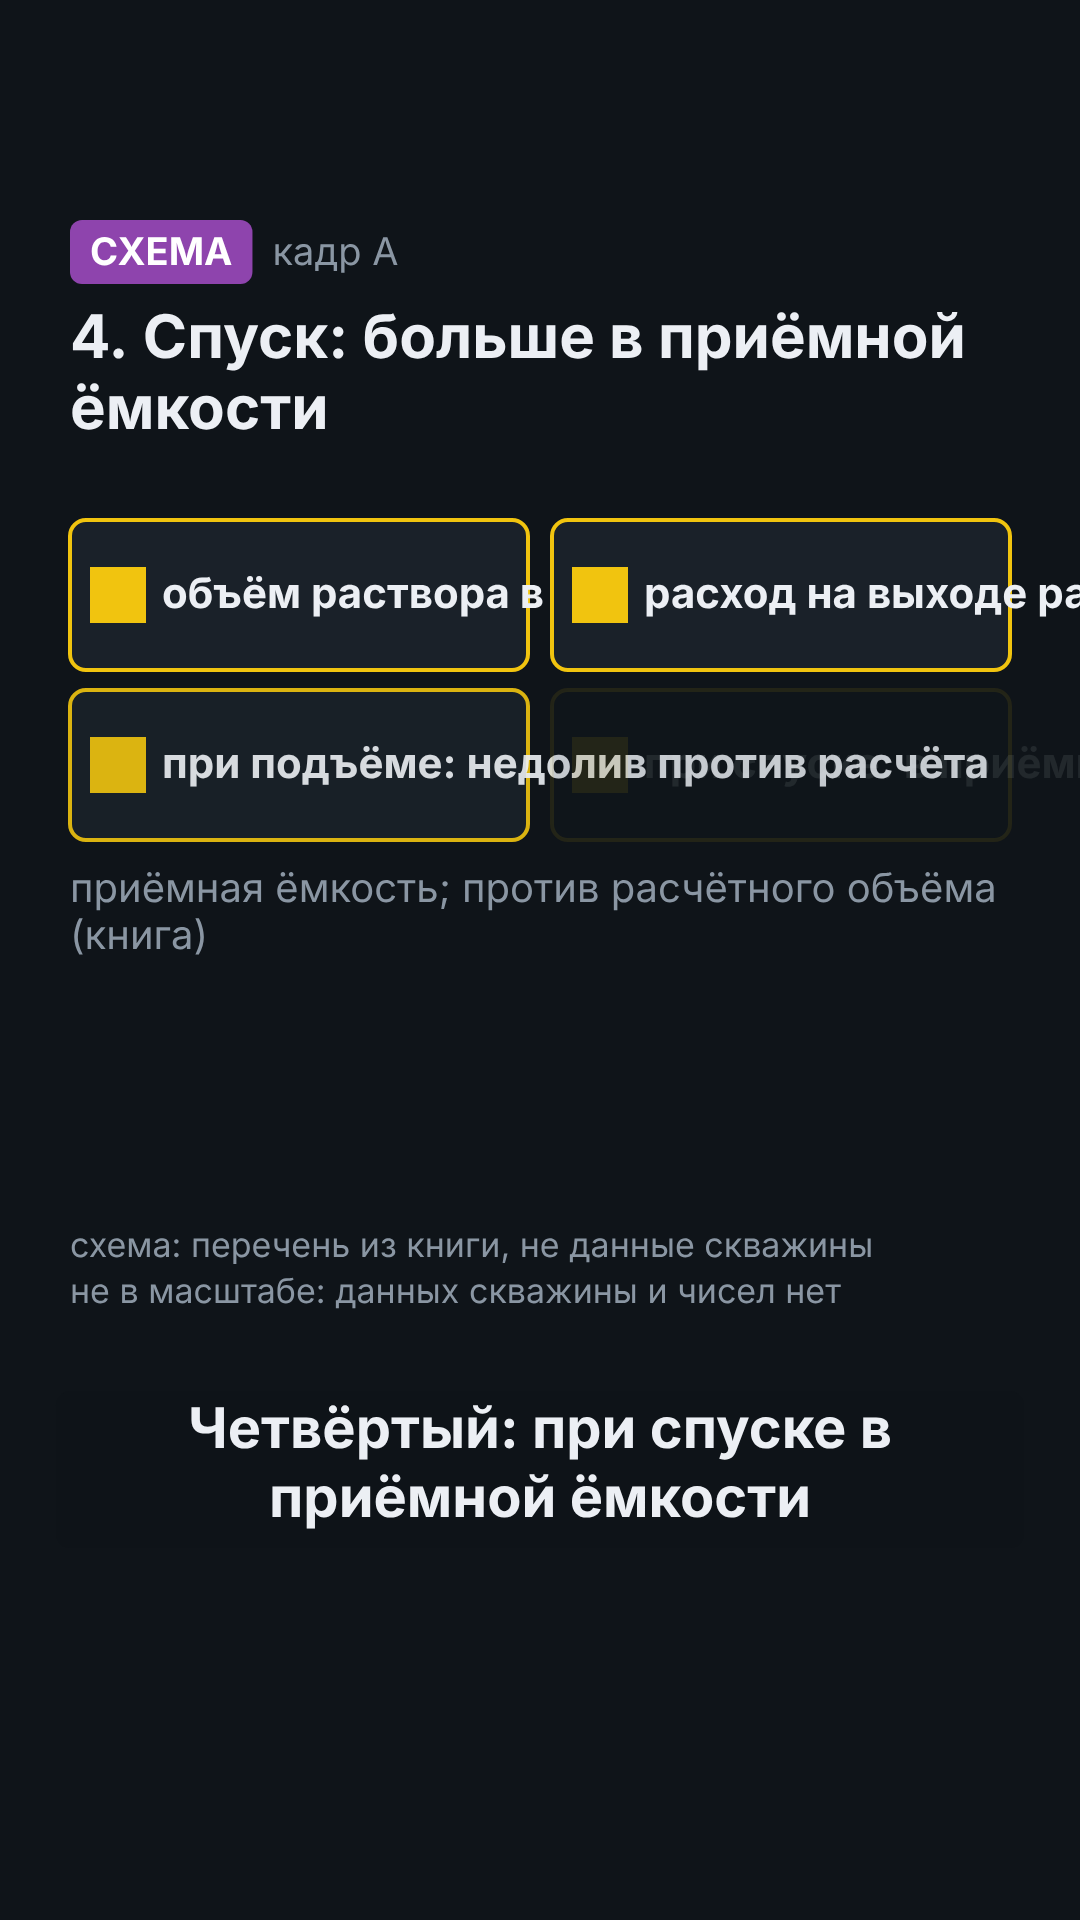 СХЕМА кадр А
4. Спуск: больше в приёмной
ёмкости
объём раствора в
расход на выходе ра
при подъёме: недолив против расчёта
приёмная ёмкость; против расчётного объёма
(книга)
схема: перечень из книги, не данные скважины
не в масштабе: данных скважины и чисел нет
Четвёртый: при спуске в
приёмной ёмкости